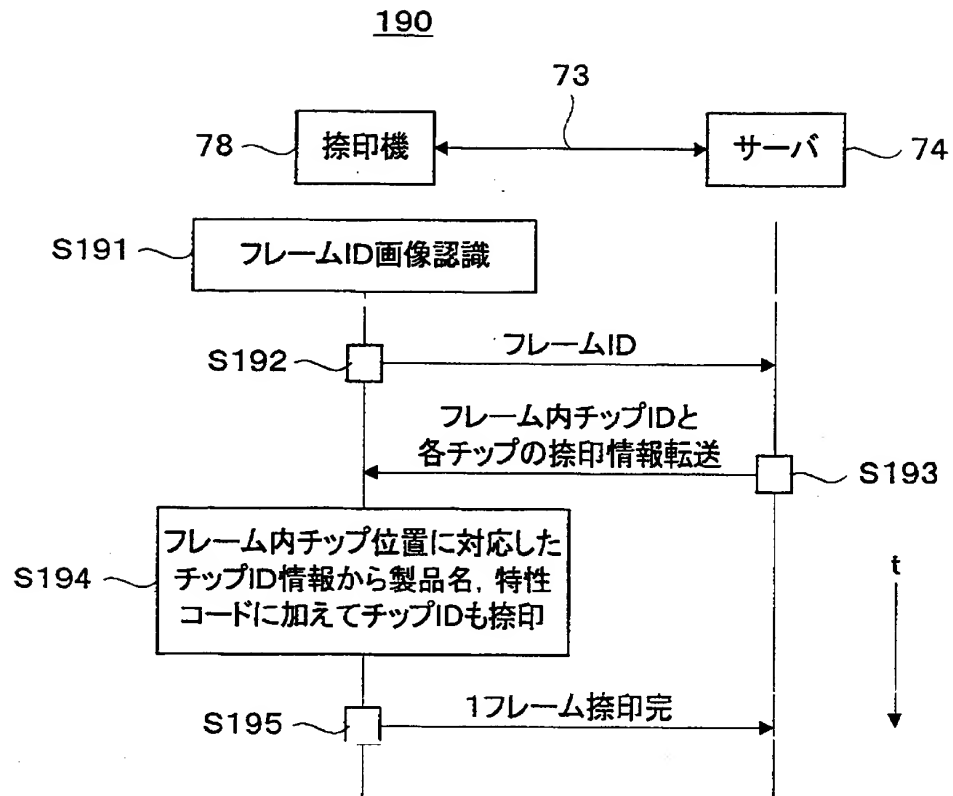 190
73
78
捺印機
サーバ
74
S191
フレームID画像認識
S192
フレームID
フレーム内チップIDと
各チップの捺印情報転送
S193
S194
フレーム内チップ位置に対応した
チップID情報から製品名，特性
コードに加えてチップIDも捺印
t
S195
1フレーム捺印完